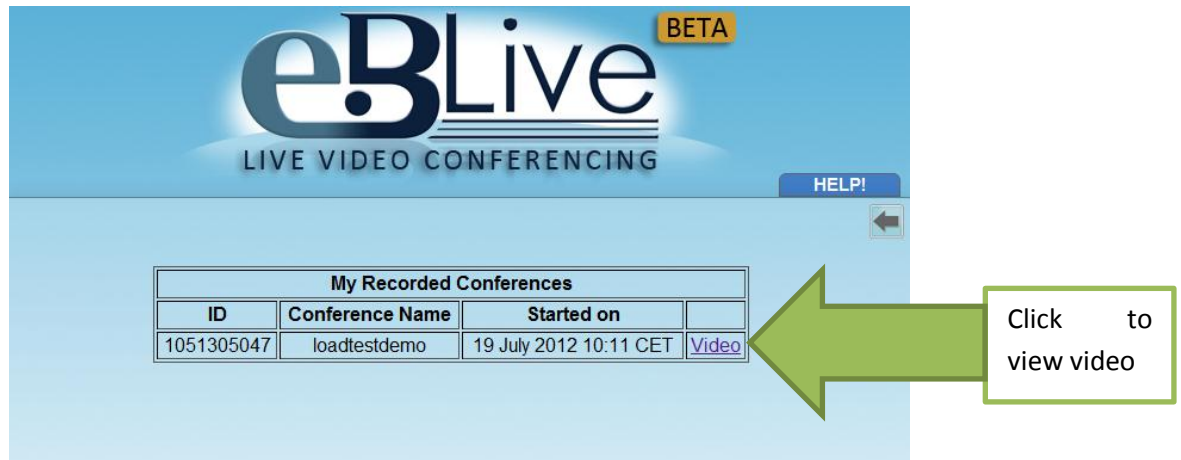 BETA
eBLive
LIVE VIDEO CONFERENCING
HELP!
My Recorded Conferences
ID Conference Name Started on
1051305047 loadtestdemo 19 July 2012 10:11 CET Video
Click to
view video